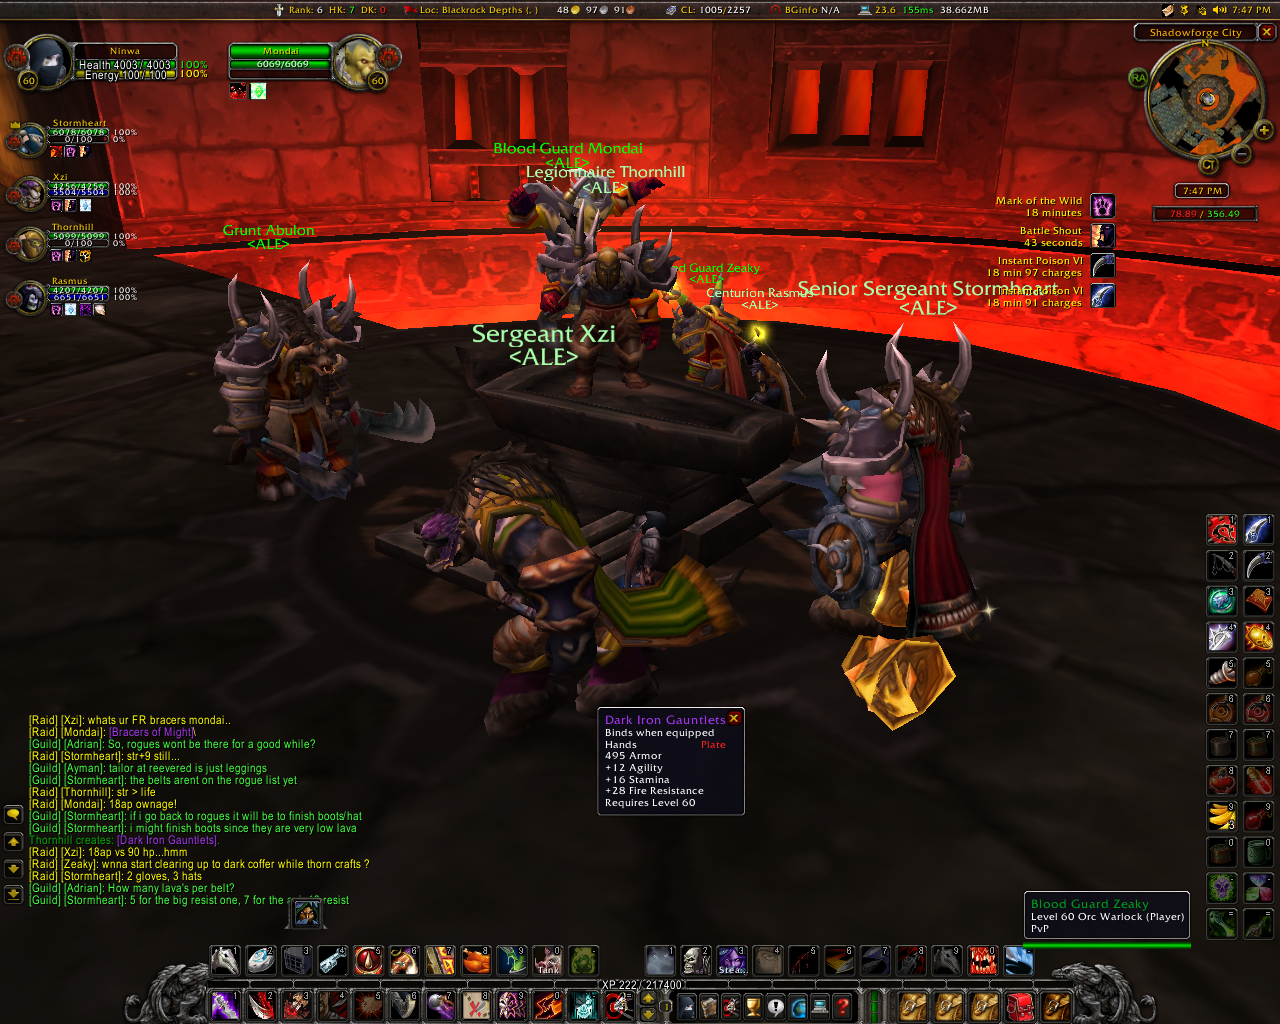 Rank: 6 HK: 7 DK: 0
Loc: Blackrock Depths (, )
48 97 91
CL: 1005/2257
BGinfo N/A
23.6 155ms 38.662MB
7:47 PM
Shadowforge City
N
RA
CT
7:47 PM
78.89 / 356.49
Ninwa
Health 4003 / 4003 100%
Energy 100 / 100 100%
60
Mondai
6069/6069
60
Stormheart
6078/6078 100%
0/100 0%
Xzi
4256/4256 100%
5504/5504 100%
Thornhill
5099/5099 100%
0/100 0%
Rasmus
4207/4207 100%
6651/6651 100%
Mark of the Wild
18 minutes
Battle Shout
43 seconds
Instant Poison VI
18 min 97 charges
Instant Poison VI
18 min 91 charges
Blood Guard Mondai
<ALE>
Legionnaire Thornhill
<ALE>
Grunt Abulon
<ALE>
d Guard Zeaky
<ALE>
Centurion Rasmus
<ALE>
Senior Sergeant Stormheart
<ALE>
Sergeant Xzi
<ALE>
Dark Iron Gauntlets
Binds when equipped
Hands Plate
495 Armor
+12 Agility
+16 Stamina
+28 Fire Resistance
Requires Level 60
[Raid] [Xzi]: whats ur FR bracers mondai..
[Raid] [Mondai]: [Bracers of Might]\
[Guild] [Adrian]: So, rogues wont be there for a good while?
[Raid] [Stormheart]: str+9 still...
[Guild] [Ayman]: tailor at reevered is just leggings
[Guild] [Stormheart]: the belts arent on the rogue list yet
[Raid] [Thornhill]: str > life
[Raid] [Mondai]: 18ap ownage!
[Guild] [Stormheart]: if i go back to rogues it will be to finish boots/hat
[Guild] [Stormheart]: i might finish boots since they are very low lava
Thornhill creates: [Dark Iron Gauntlets].
[Raid] [Xzi]: 18ap vs 90 hp...hmm
[Raid] [Zeaky]: wnna start clearing up to dark coffer while thorn crafts ?
[Raid] [Stormheart]: 2 gloves, 3 hats
[Guild] [Adrian]: How many lava's per belt?
[Guild] [Stormheart]: 5 for the big resist one, 7 for the resist
Blood Guard Zeaky
Level 60 Orc Warlock (Player)
PvP
Tank
Stea...
XP 222 / 217400